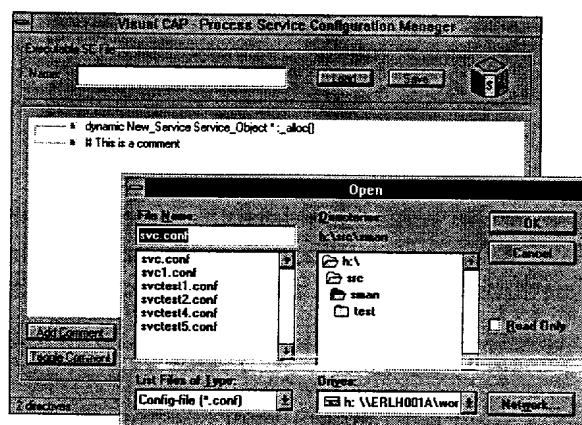 Visual CAP - Process Service Configuration Manager
Executable SC File
Name:
Load
Save
S
dynamic New_Service Service_Object *:_alloc()
# This is a comment
Add Comment
Toggle Comment
2 directives
Open
File Name:
svc.conf
svc.conf
svc1.conf
svctest1.conf
svctest2.conf
svctest4.conf
svctest5.conf
List Files of Type:
Config-file (*.conf)
Directories:
h:\src\sman
h:\
src
sman
test
Drives:
h: \\ERLH001A\wor
OK
Cancel
Read Only
Network...